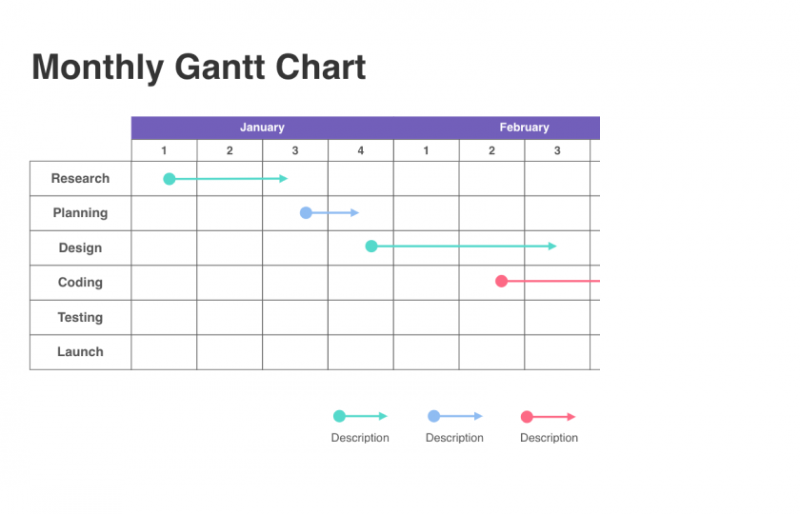 Monthly Gantt Chart
January February
1 2 3 4 1 2 3
Research
Planning
Design
Coding
Testing
Launch
Description Description Description